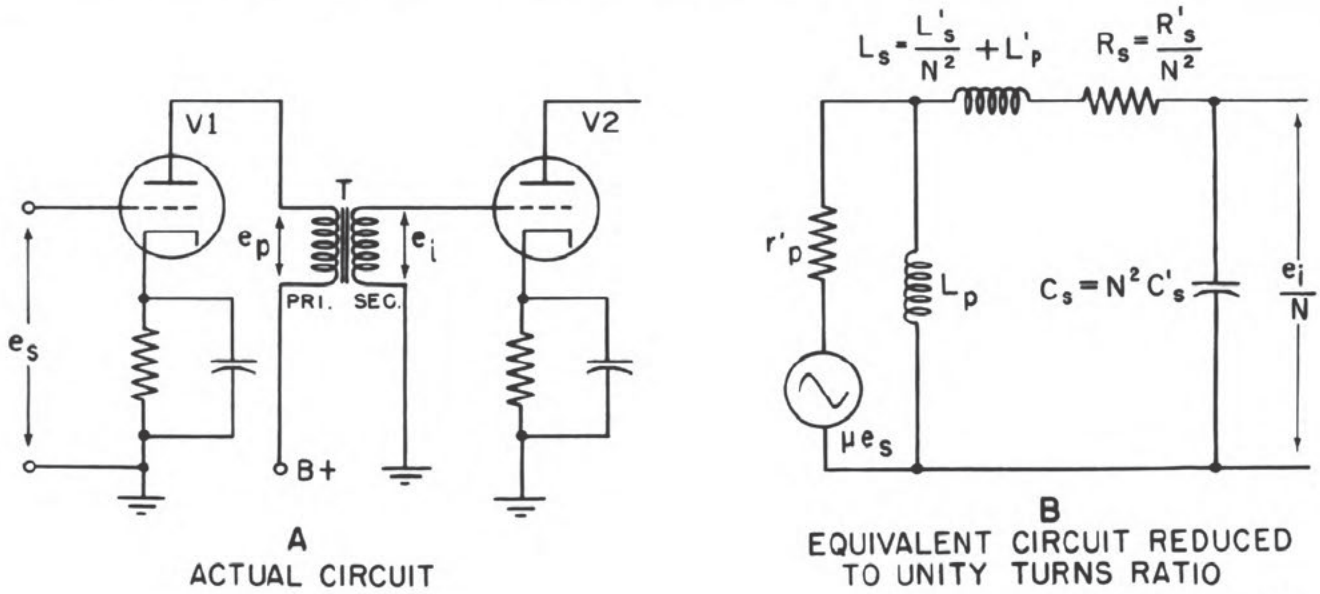 V1
V2
T
e_s
e_p
e_i
PRI.
SEC.
B+
A
ACTUAL CIRCUIT
L_s = L'_s / N² + L'_p
R_s = R'_s / N²
r'_p
L_p
C_s = N² C'_s
e_i / N
μe_s
B
EQUIVALENT CIRCUIT REDUCED
TO UNITY TURNS RATIO